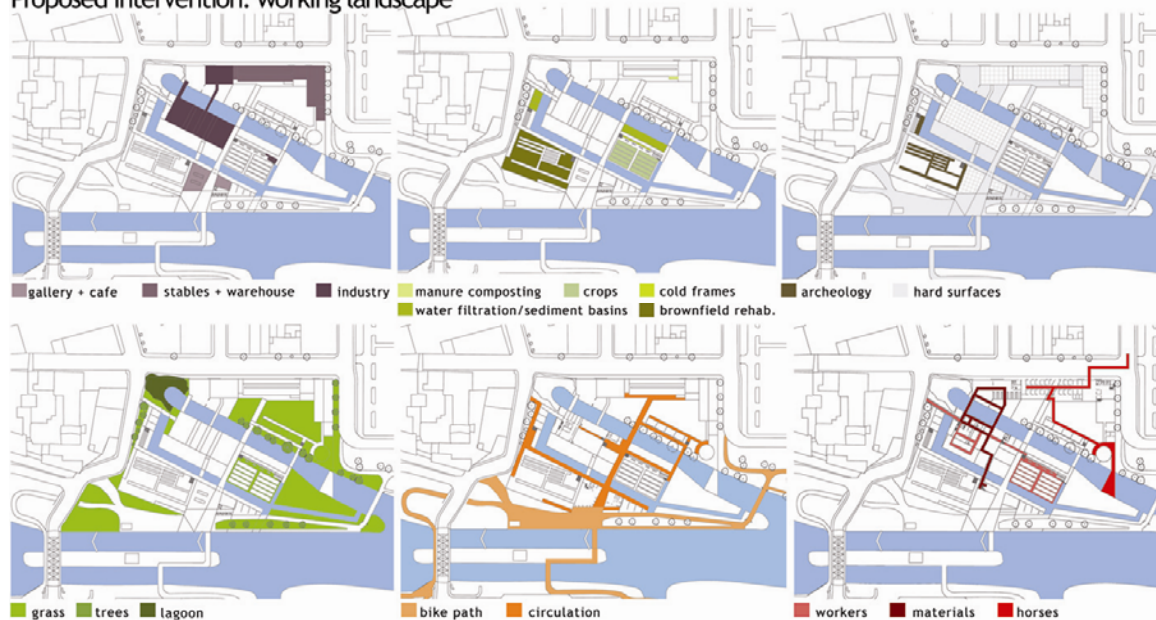 Proposed intervention: working landscape
gallery + cafe stables + warehouse industry
manure composting crops cold frames
water filtration/sediment basins brownfield rehab.
archeology hard surfaces
grass trees lagoon
bike path circulation
workers materials horses